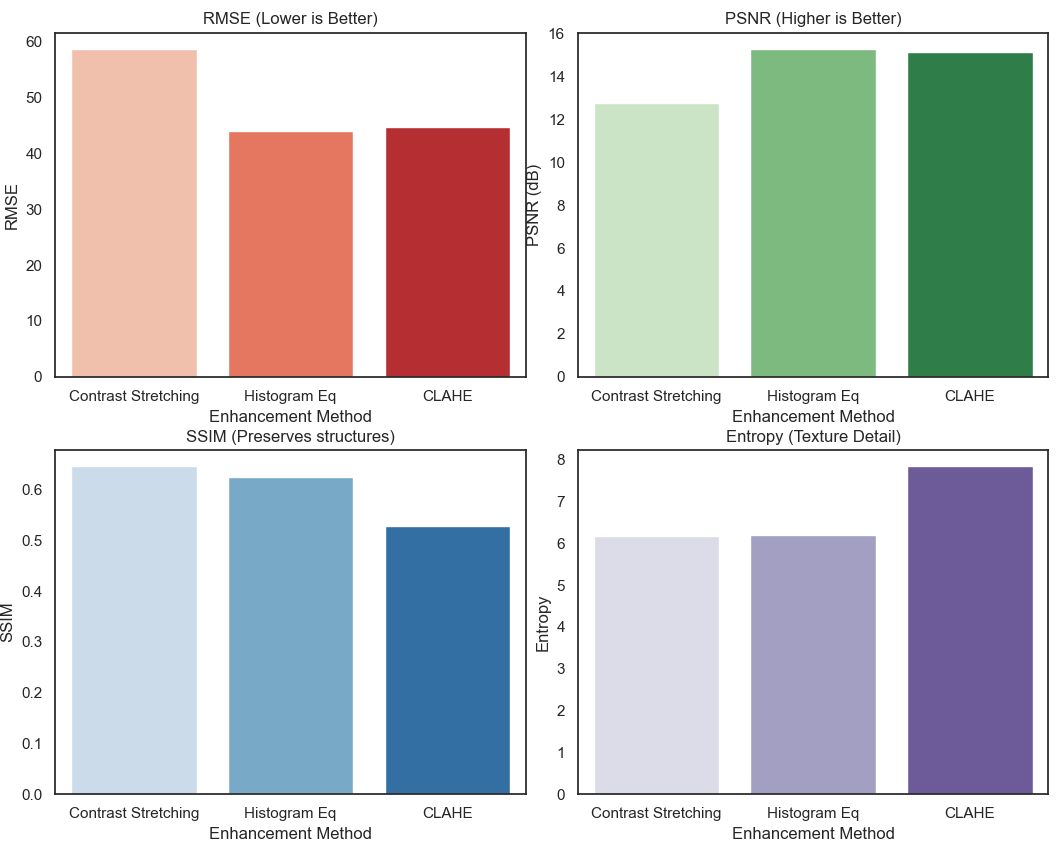 RMSE (Lower is Better)
60
50
40
30
20
10
0
RMSE
Contrast Stretching Histogram Eq CLAHE
Enhancement Method
PSNR (Higher is Better)
16
14
12
10
8
6
4
2
0
PSNR (dB)
Contrast Stretching Histogram Eq CLAHE
Enhancement Method
SSIM (Preserves structures)
0.6
0.5
0.4
0.3
0.2
0.1
0.0
SSIM
Contrast Stretching Histogram Eq CLAHE
Enhancement Method
Entropy (Texture Detail)
8
7
6
5
4
3
2
1
0
Entropy
Contrast Stretching Histogram Eq CLAHE
Enhancement Method